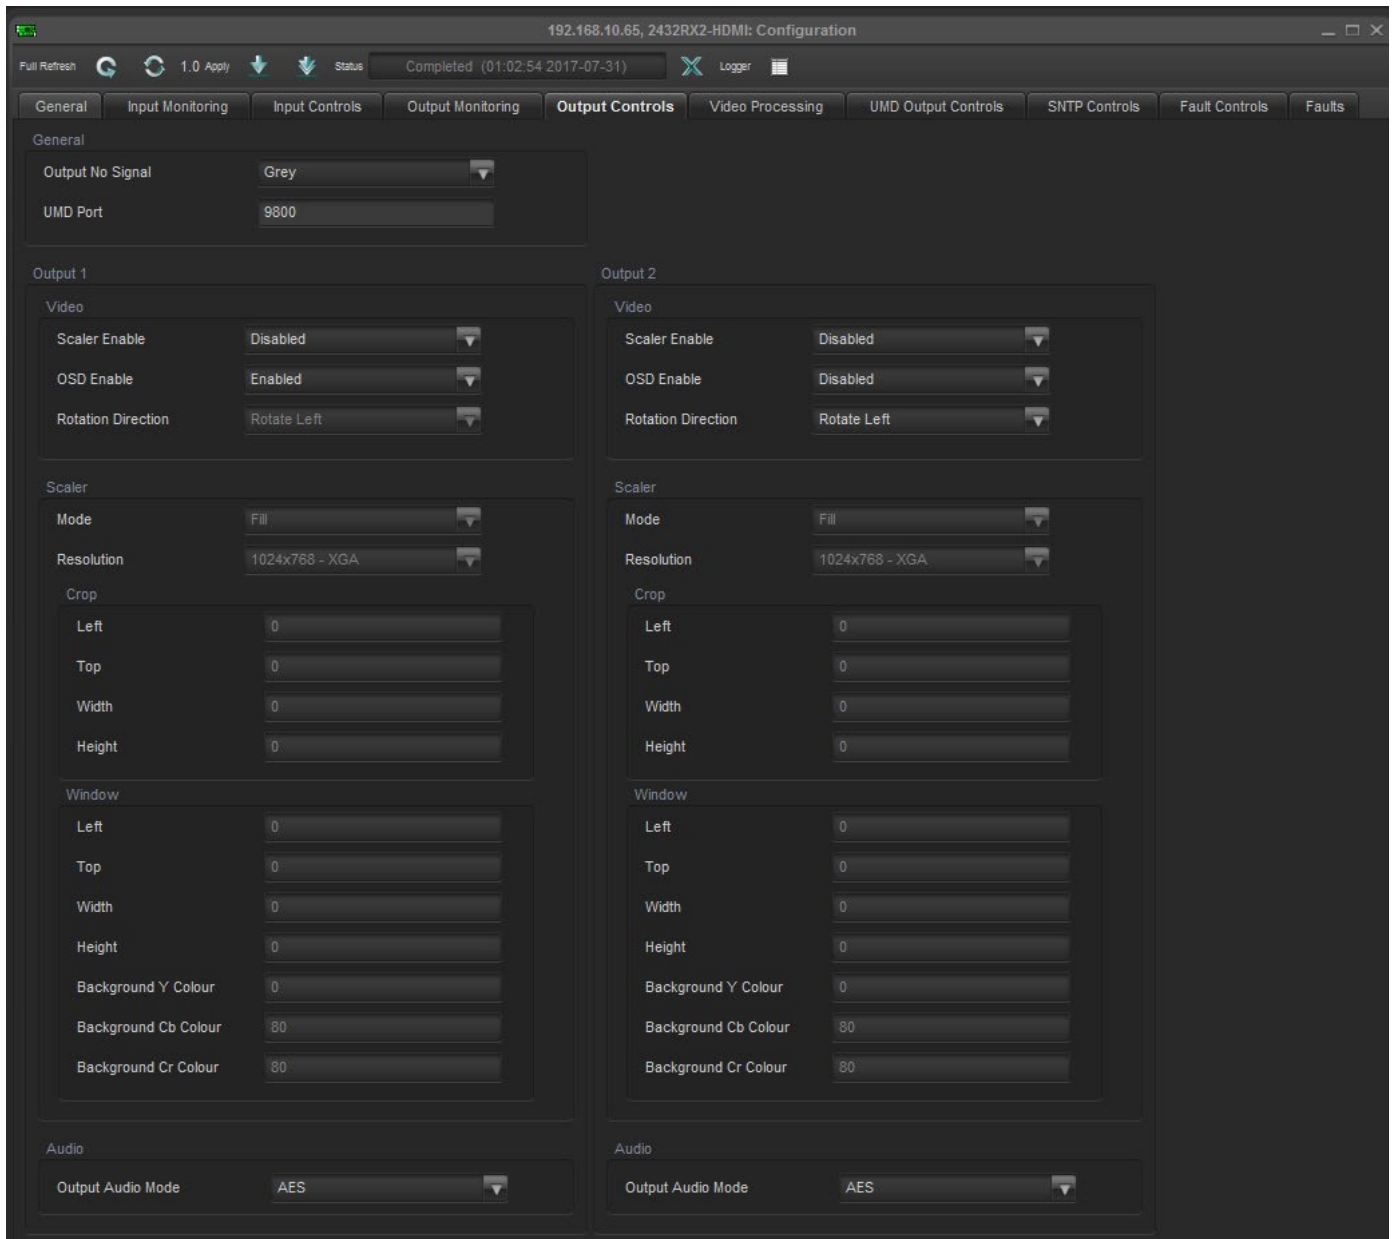 192.168.10.65, 2432RX2-HDMI: Configuration
Full Refresh 1.0 Apply Status Completed (01:02:54 2017-07-31) Logger
General Input Monitoring Input Controls Output Monitoring Output Controls Video Processing UMD Output Controls SNTP Controls Fault Controls Faults
General
Output No Signal Grey
UMD Port 9800
Output 1
Video
Scaler Enable Disabled
OSD Enable Enabled
Rotation Direction Rotate Left
Scaler
Mode Fill
Resolution 1024x768 - XGA
Crop
Left 0
Top 0
Width 0
Height 0
Window
Left 0
Top 0
Width 0
Height 0
Background Y Colour 0
Background Cb Colour 80
Background Cr Colour 80
Audio
Output Audio Mode AES
Output 2
Video
Scaler Enable Disabled
OSD Enable Disabled
Rotation Direction Rotate Left
Scaler
Mode Fill
Resolution 1024x768 - XGA
Crop
Left 0
Top 0
Width 0
Height 0
Window
Left 0
Top 0
Width 0
Height 0
Background Y Colour 0
Background Cb Colour 80
Background Cr Colour 80
Audio
Output Audio Mode AES